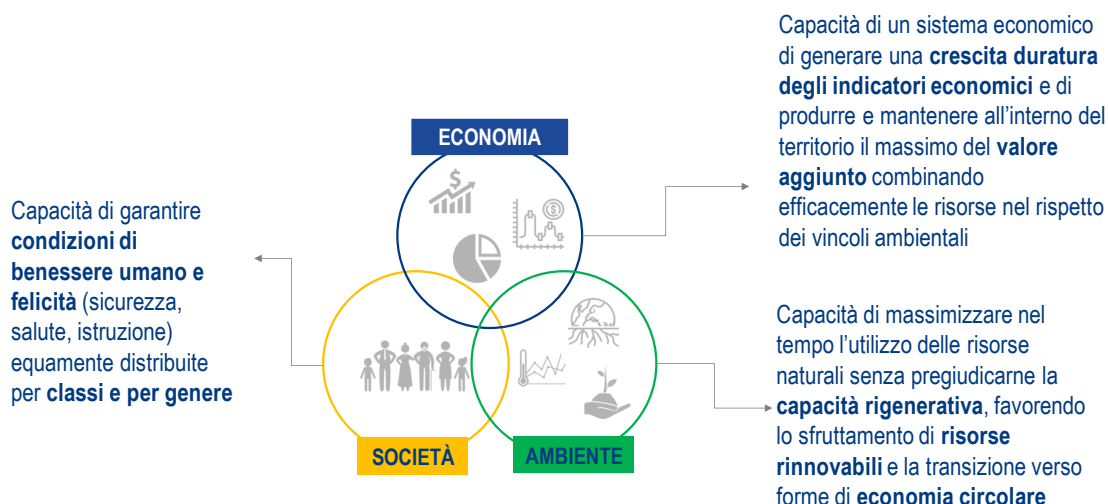 Capacità di un sistema economico
di generare una crescita duratura
degli indicatori economici e di
produrre e mantenere all'interno del
territorio il massimo del valore
aggiunto combinando
efficacemente le risorse nel rispetto
dei vincoli ambientali
ECONOMIA
$
$
Capacità di garantire
condizioni di
benessere umano e
felicità (sicurezza,
salute, istruzione)
equamente distribuite
per classi e per genere
Capacità di massimizzare nel
tempo l'utilizzo delle risorse
naturali senza pregiudicarne la
capacità rigenerativa, favorendo
lo sfruttamento di risorse
rinnovabili e la transizione verso
forme di economia circolare
SOCIETÀ
AMBIENTE